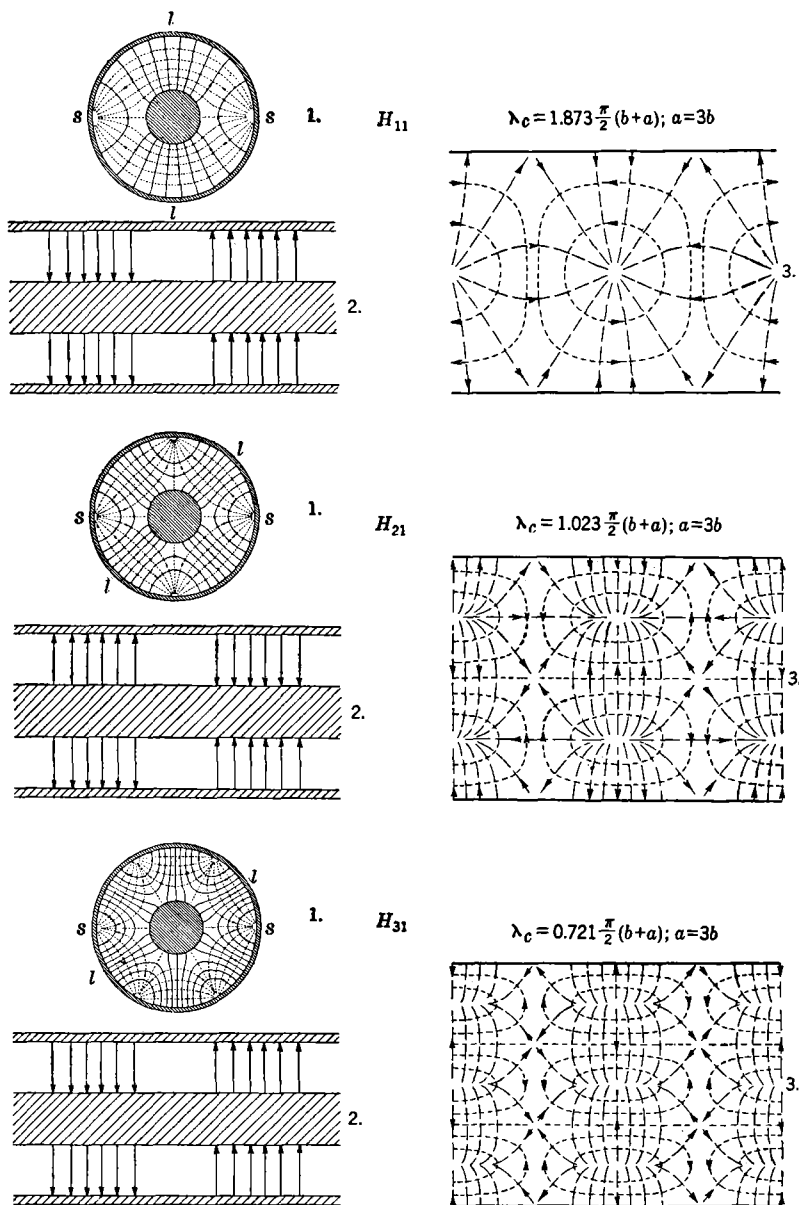 l
s s 1. H₁₁ λc = 1.873 π/2 (b+a); a=3b
l
2. 3.
l
s s 1. H₂₁ λc = 1.023 π/2 (b+a); a=3b
l
2. 3.
l
s s 1. H₃₁ λc = 0.721 π/2 (b+a); a=3b
l
2. 3.